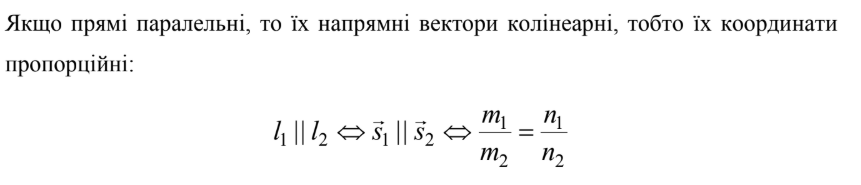 Якщо прямі паралельні, то їх напрямні вектори колінеарні, тобто їх координати
пропорційні:
$l_1 \,||\, l_2 \Leftrightarrow \vec{s}_1 \,||\, \vec{s}_2 \Leftrightarrow \frac{m_1}{m_2} = \frac{n_1}{n_2}$